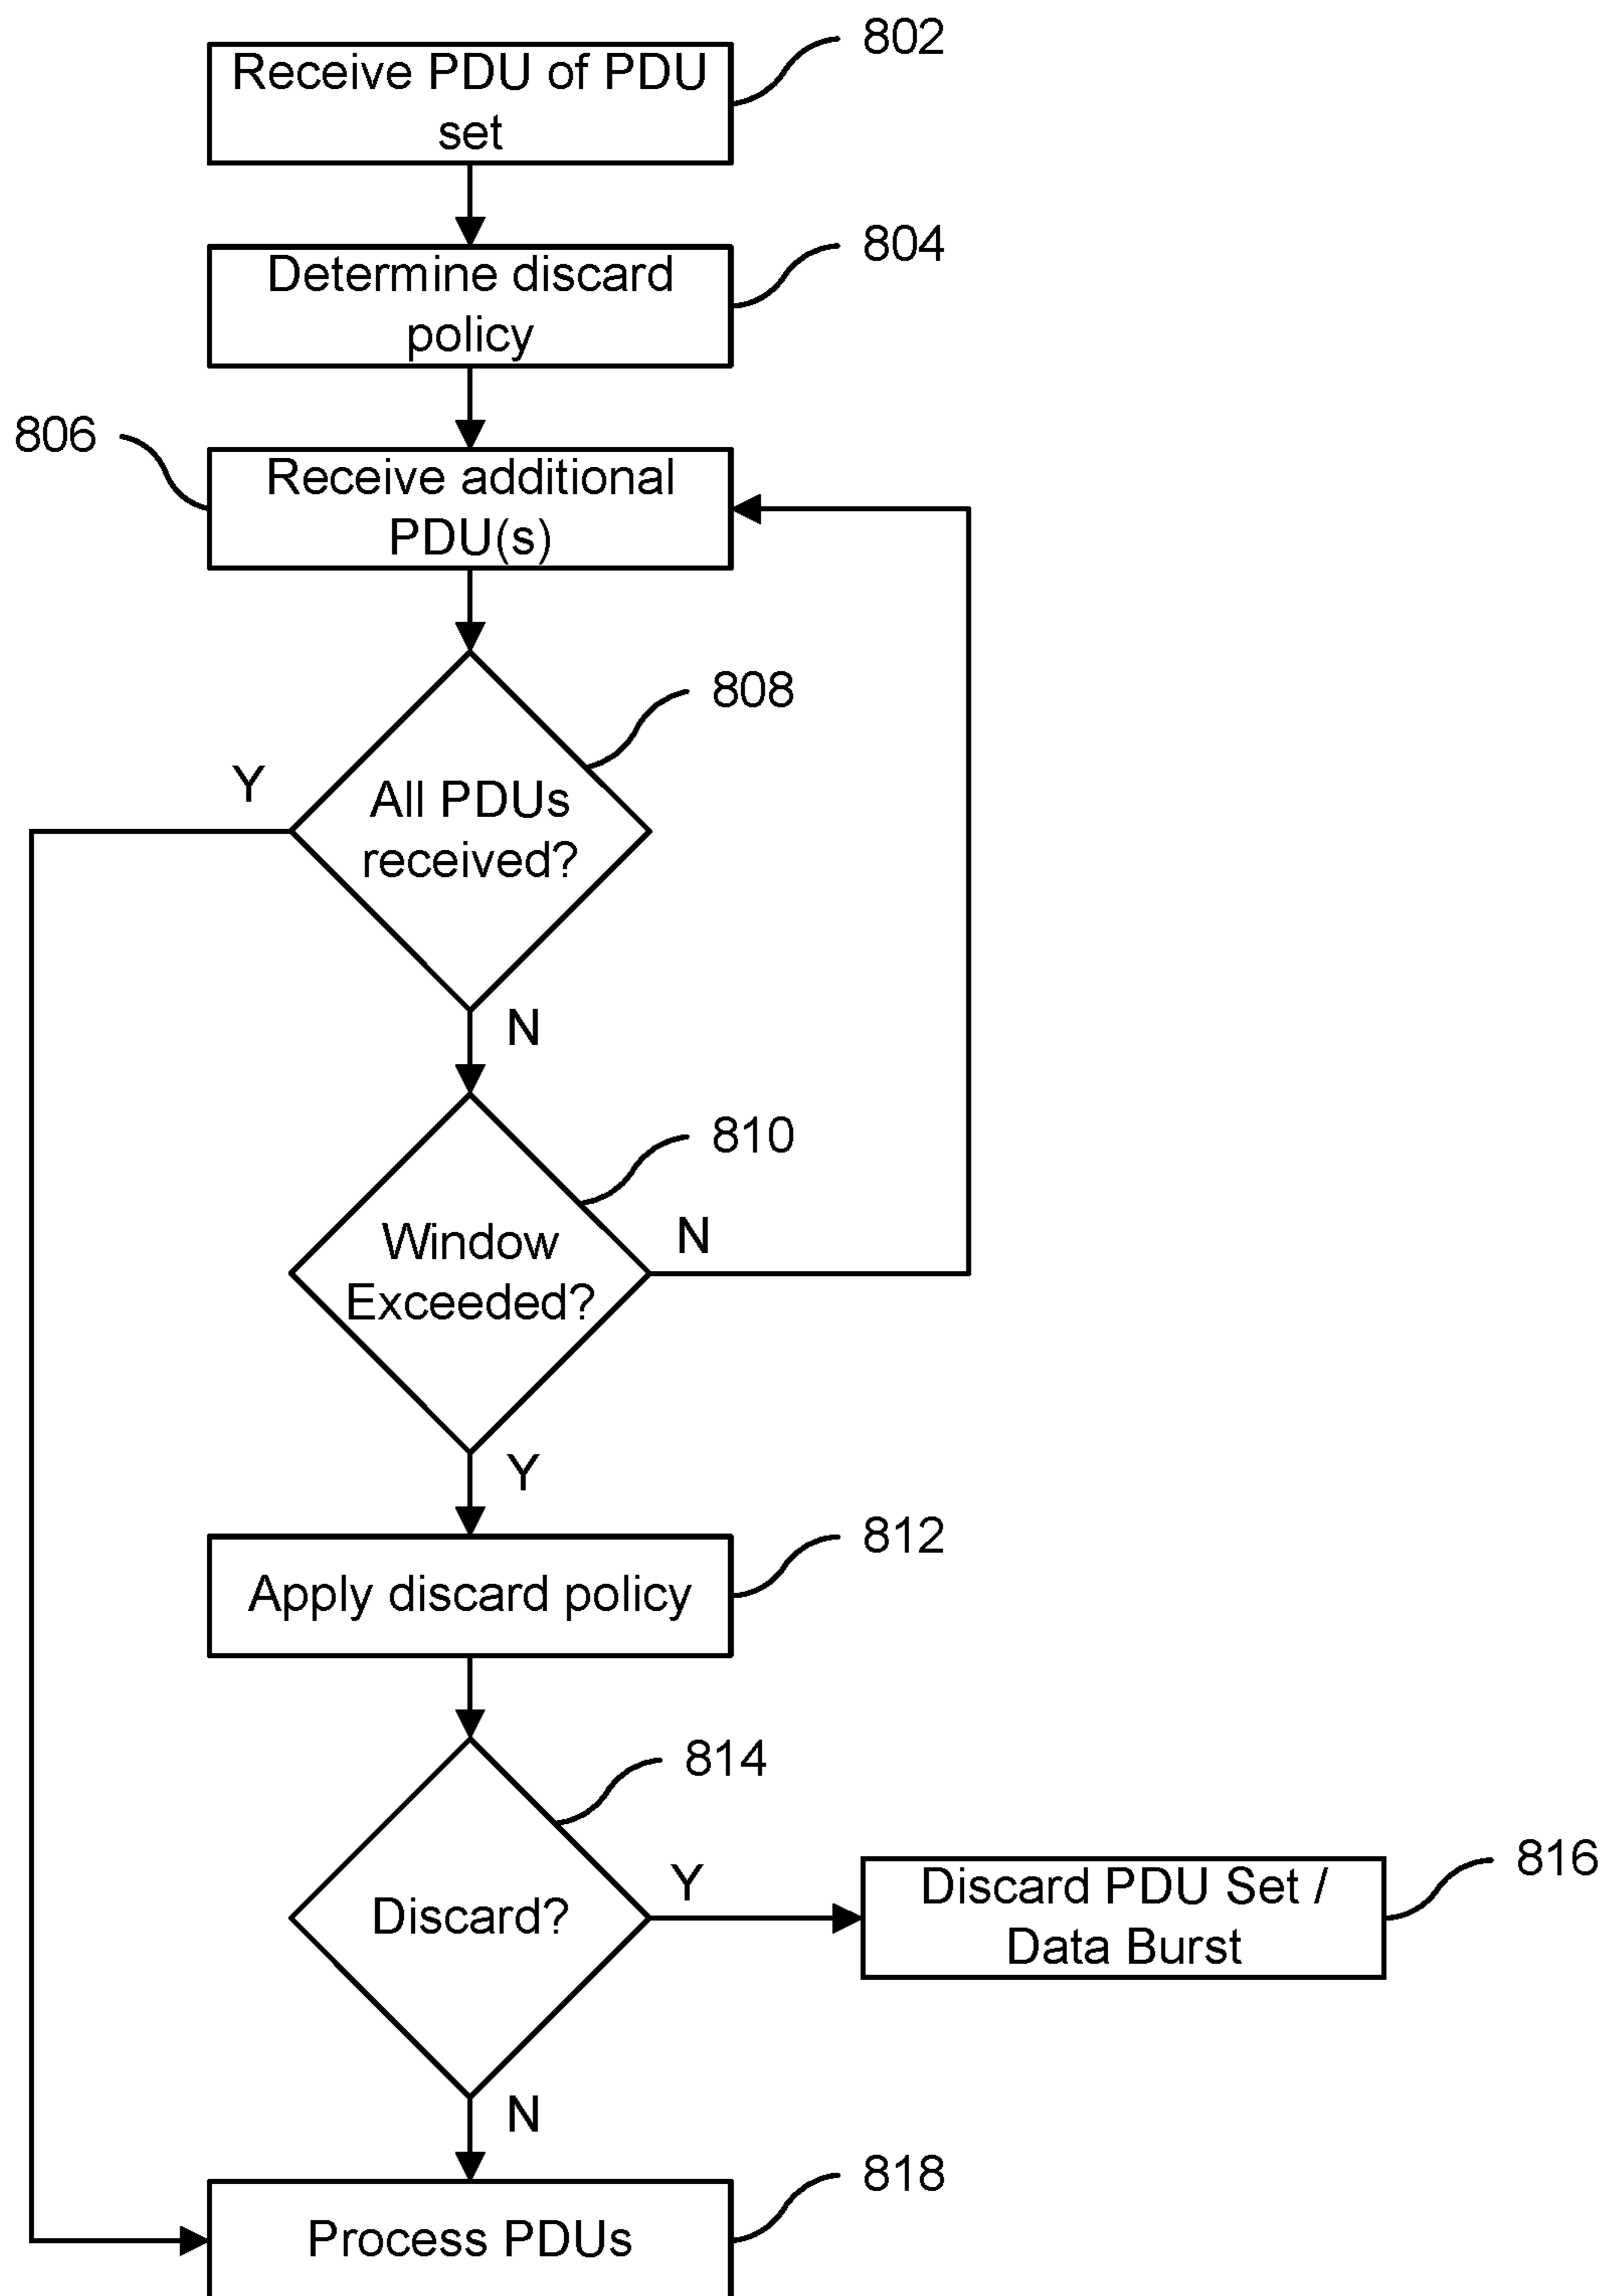 802
Receive PDU of PDU
set
804
Determine discard
policy
806
Receive additional
PDU(s)
808
Y
All PDUs
received?
N
810
Window
Exceeded?
N
Y
812
Apply discard policy
814
Discard?
Y
816
Discard PDU Set /
Data Burst
N
818
Process PDUs